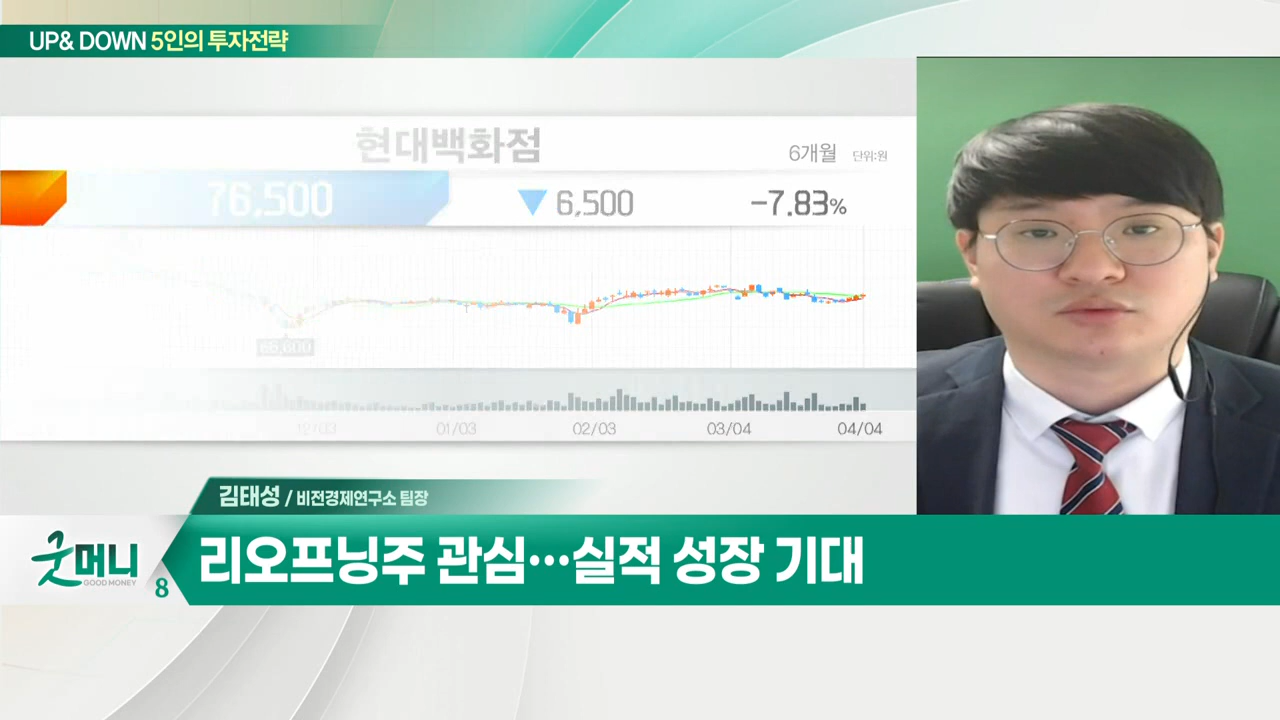 UP& DOWN 5인의 투자전략
현대백화점
6개월 단위:원
76,500 ▼6,500 -7.83%
66,600
12/03 01/03 02/03 03/04 04/04
김태성 / 비전경제연구소 팀장
굿머니
GOOD MONEY
8
리오프닝주 관심…실적 성장 기대